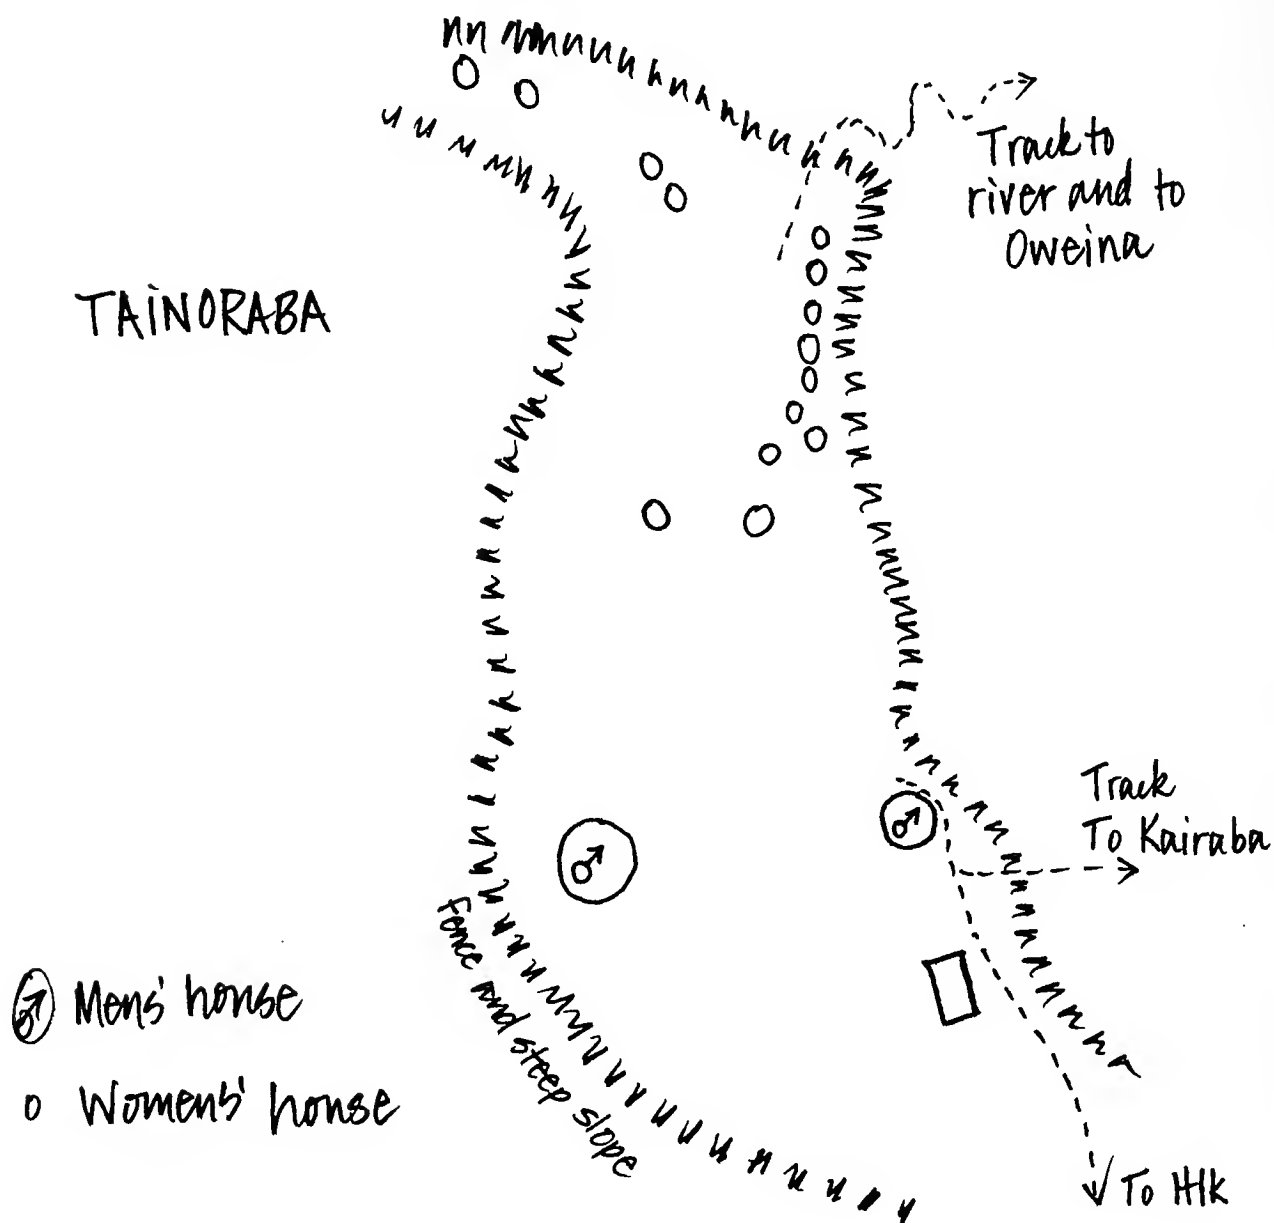 Track to
river and to
Oweina
TAINORABA
Track
To Kairaba
Fence and steep slope
Mens' house
Womens' house
To HIk